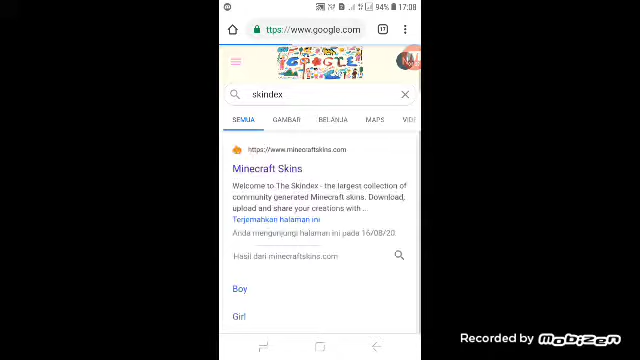 94% 17:08
ttps://www.google.com
17
GOOGLE
skindex
SEMUA GAMBAR BELANJA MAPS VIDE
https://www.minecraftskins.com
Minecraft Skins
Welcome to The Skindex - the largest collection of
community generated Minecraft skins. Download,
upload and share your creations with ...
Terjemahkan halaman ini
Anda mengunjungi halaman ini pada 16/08/20.
Hasil dari minecraftskins.com
Boy
Girl
Recorded by Mobizen